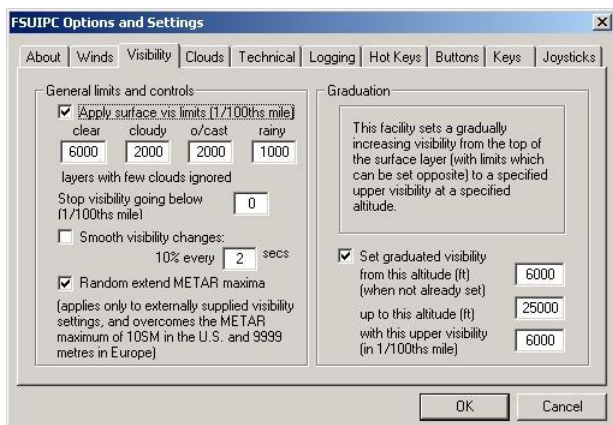 FSUIPC Options and Settings
About Winds Visibility Clouds Technical Logging Hot Keys Buttons Keys Joysticks
General limits and controls
Apply surface vis limits (1/100ths mile)
clear cloudy o/cast rainy
6000 2000 2000 1000
layers with few clouds ignored
Stop visibility going below
(1/100ths mile)
0
Smooth visibility changes:
10% every 2 secs
Random extend METAR maxima
(applies only to externally supplied visibility
settings, and overcomes the METAR
maximum of 10SM in the U.S. and 9999
metres in Europe)
Graduation
This facility sets a gradually
increasing visibility from the top of
the surface layer (with limits which
can be set opposite) to a specified
upper visibility at a specified
altitude.
Set graduated visibility
from this altitude (ft)
(when not already set)
6000
up to this altitude (ft)
25000
with this upper visibility
(in 1/100ths mile)
6000
OK Cancel